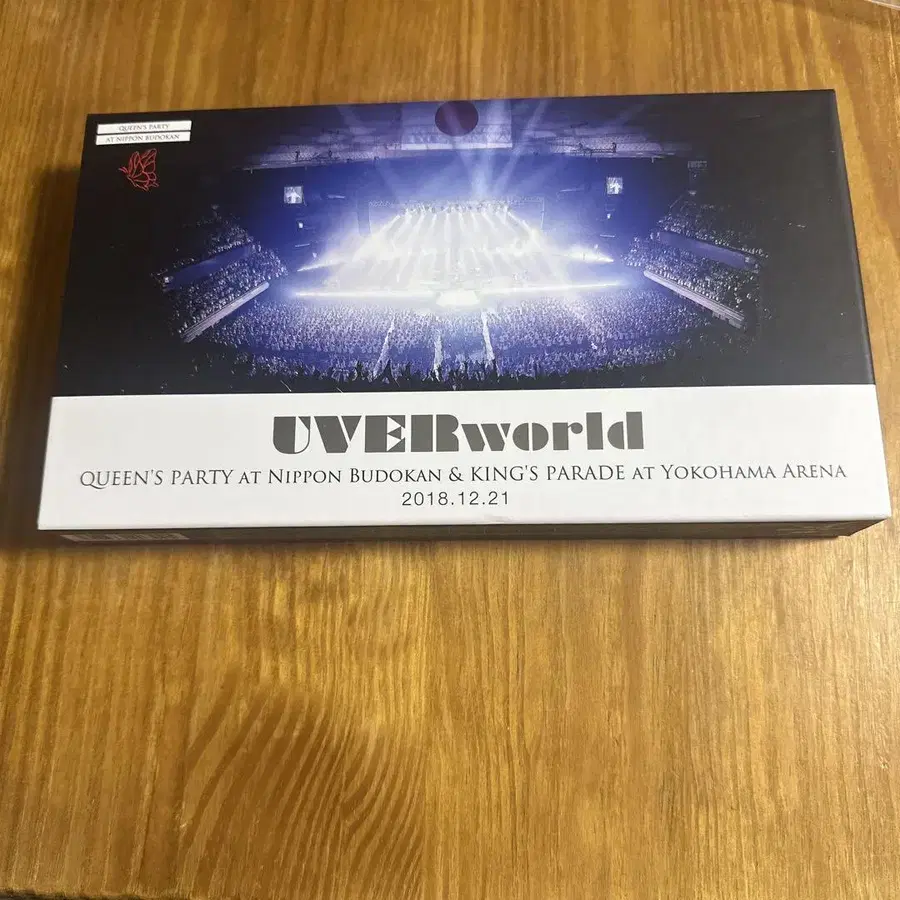 QUEEN'S PARTY
AT NIPPON BUDOKAN
UVERworld
QUEEN'S PARTY AT NIPPON BUDOKAN & KING'S PARADE AT YOKOHAMA ARENA
2018.12.21